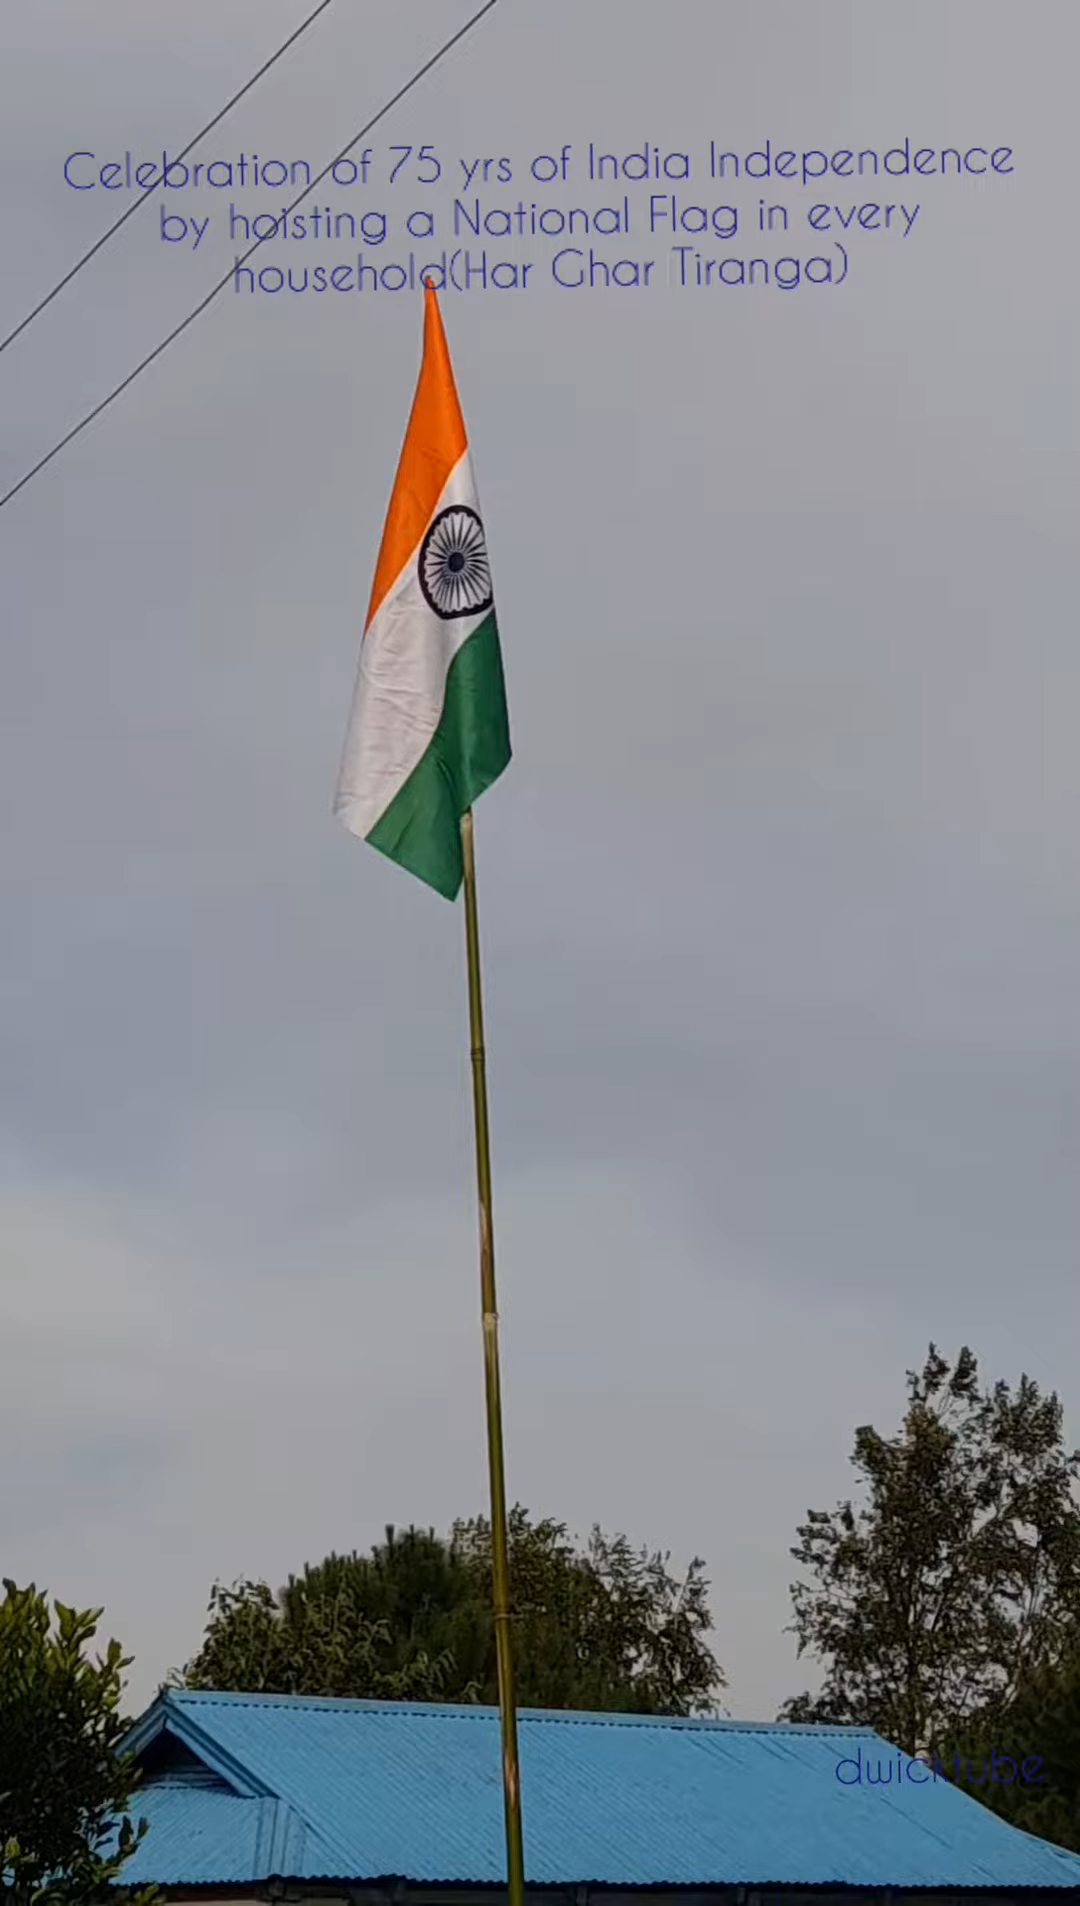 Celebration of 75 yrs of India Independence
by hoisting a National Flag in every
household(Har Ghar Tiranga)
dwicktube